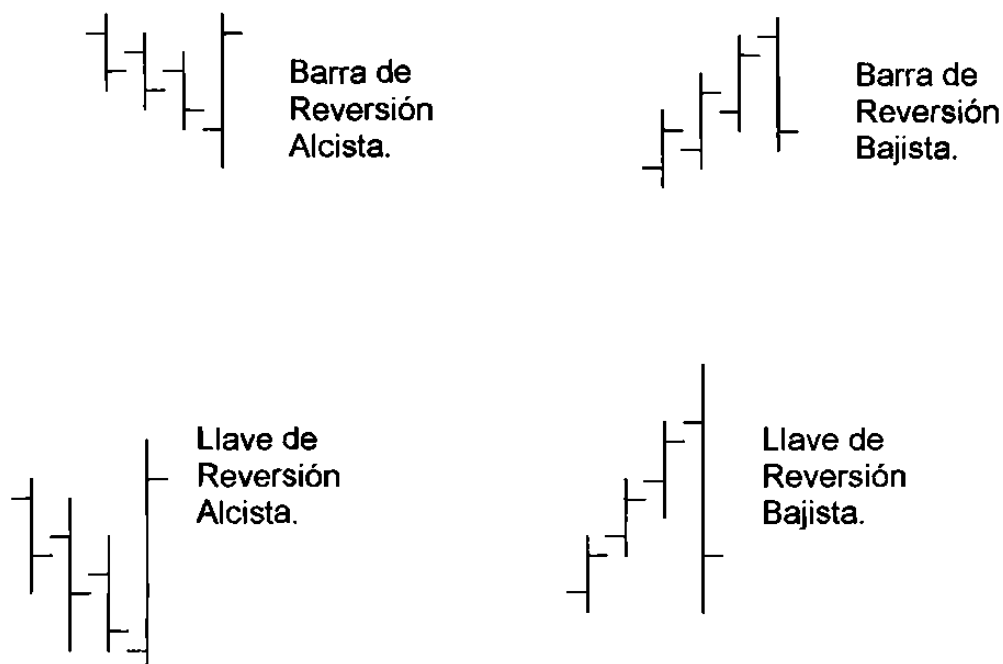 Barra de
Reversión
Alcista.
Barra de
Reversión
Bajista.
Llave de
Reversión
Alcista.
Llave de
Reversión
Bajista.